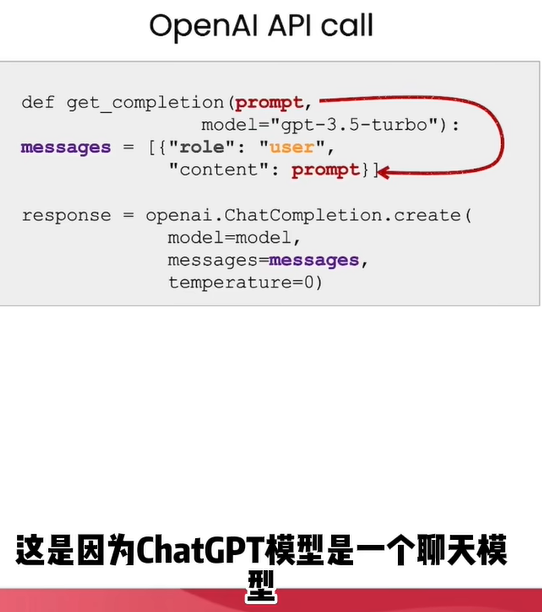 OpenAI API call
def get_completion(prompt,
model="gpt-3.5-turbo"):
messages = [{"role": "user",
"content": prompt}]
response = openai.ChatCompletion.create(
model=model,
messages=messages,
temperature=0)
这是因为ChatGPT模型是一个聊天模
型